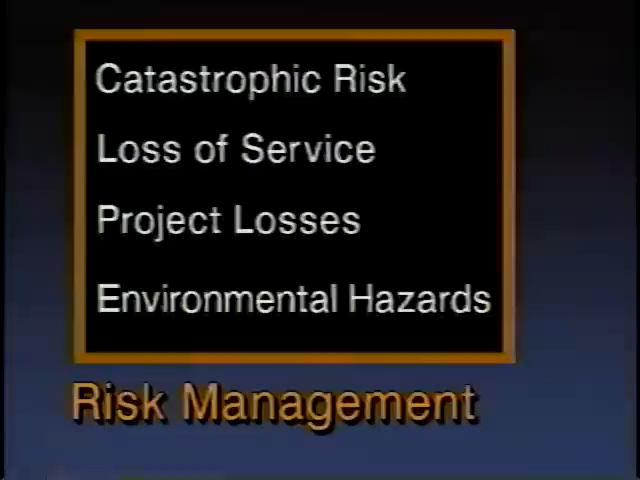 Catastrophic Risk
Loss of Service
Project Losses
Environmental Hazards
Risk Management